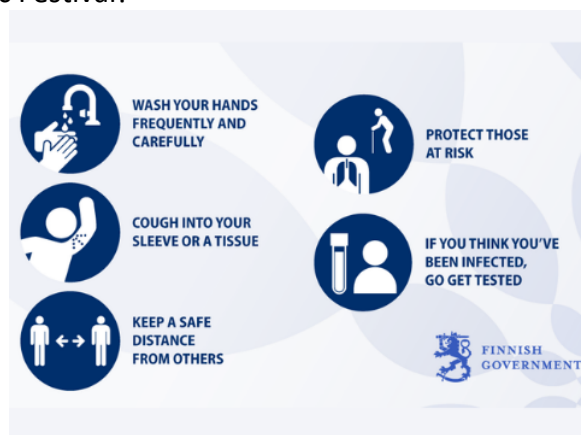 WASH YOUR HANDS
FREQUENTLY AND
CAREFULLY
COUGH INTO YOUR
SLEEVE OR A TISSUE
KEEP A SAFE
DISTANCE
FROM OTHERS
PROTECT THOSE
AT RISK
IF YOU THINK YOU'VE
BEEN INFECTED,
GO GET TESTED
FINNISH
GOVERNMENT